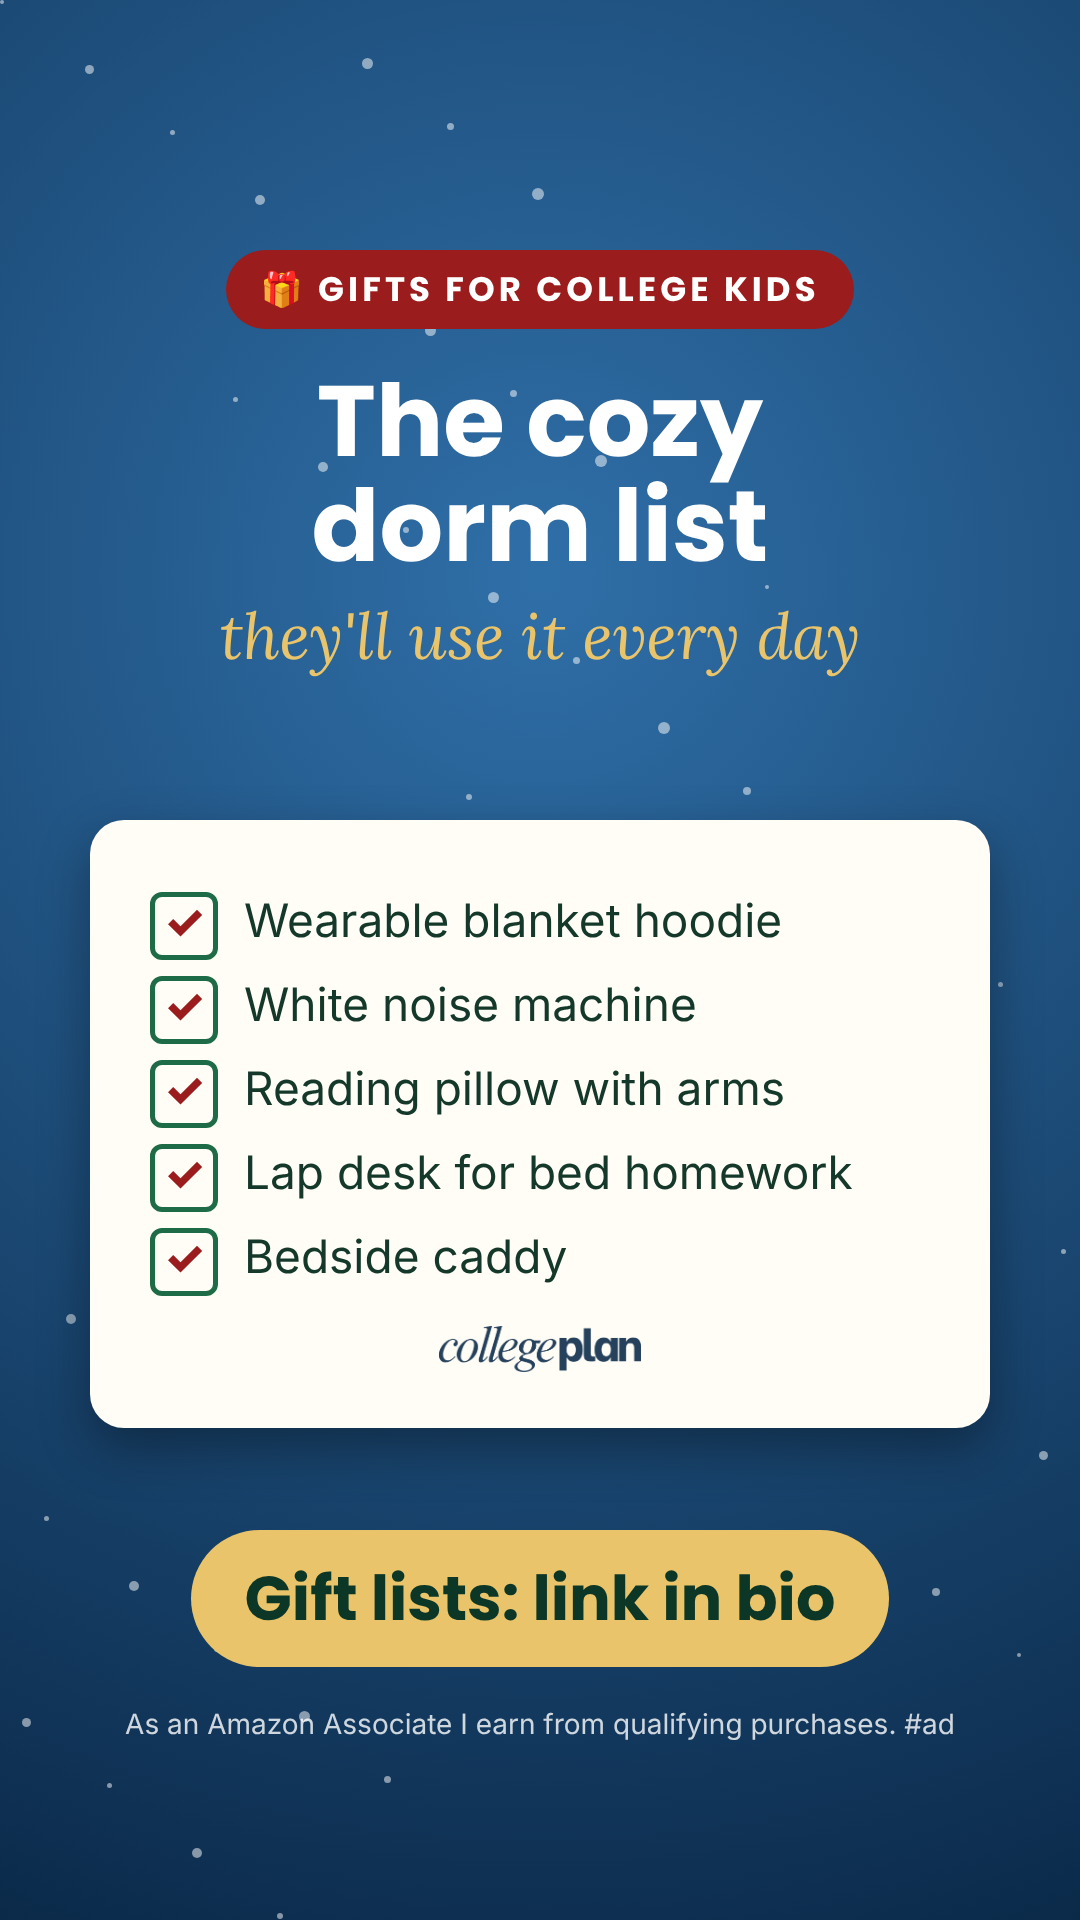 🎁 GIFTS FOR COLLEGE KIDS
The cozy
dorm list
they'll use it every day
Wearable blanket hoodie
White noise machine
Reading pillow with arms
Lap desk for bed homework
Bedside caddy
collegeplan
Gift lists: link in bio
As an Amazon Associate I earn from qualifying purchases. #ad